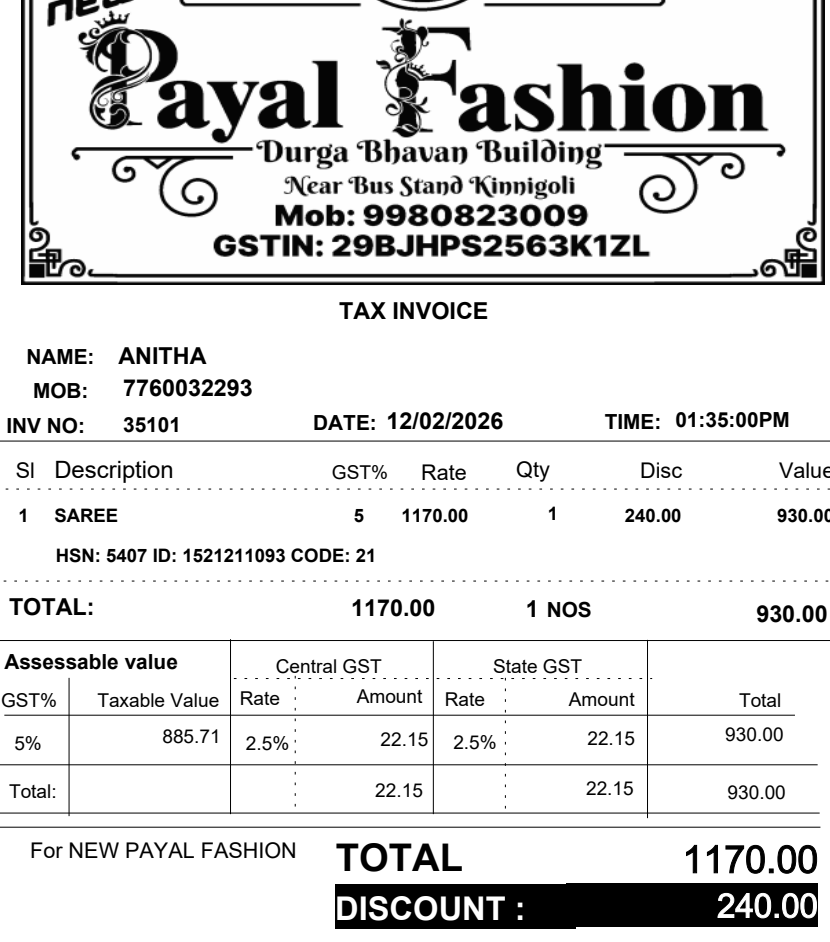 new
Payal Fashion
Durga Bhavan Building
Near Bus Stand Kinnigoli
Mob: 9980823009
GSTIN: 29BJHPS2563K1ZL
TAX INVOICE
NAME: ANITHA
MOB: 7760032293
INV NO: 35101 DATE: 12/02/2026 TIME: 01:35:00PM
Sl Description GST% Rate Qty Disc Value
1 SAREE 5 1170.00 1 240.00 930.00
HSN: 5407 ID: 1521211093 CODE: 21
TOTAL: 1170.00 1 NOS 930.00
Assessable value Central GST State GST
GST% Taxable Value Rate Amount Rate Amount Total
5% 885.71 2.5% 22.15 2.5% 22.15 930.00
Total: 22.15 22.15 930.00
For NEW PAYAL FASHION TOTAL 1170.00
DISCOUNT : 240.00